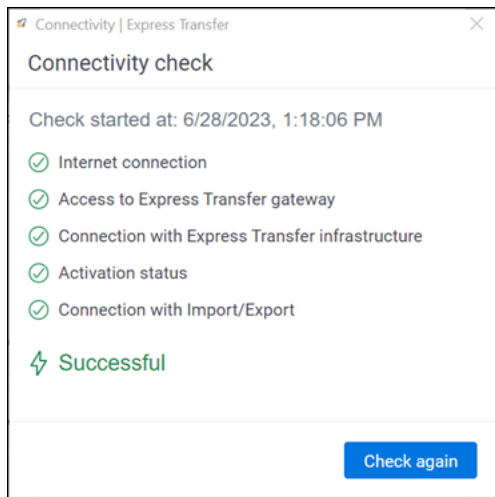 Connectivity | Express Transfer
Connectivity check
Check started at: 6/28/2023, 1:18:06 PM
Internet connection
Access to Express Transfer gateway
Connection with Express Transfer infrastructure
Activation status
Connection with Import/Export
Successful
Check again